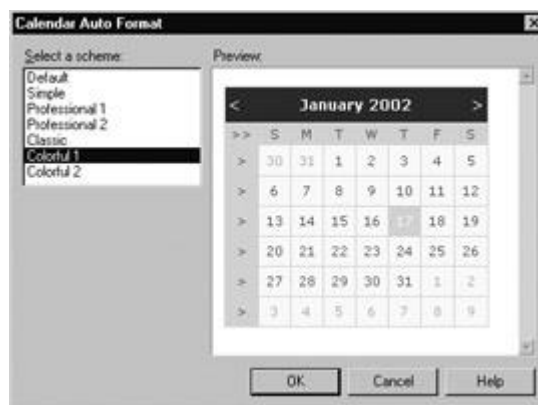 Calendar Auto Format
Select a scheme:
Default
Simple
Professional 1
Professional 2
Classic
Colorful 1
Colorful 2
Preview:
< January 2002 >
>> S M T W T F S
> 30 31 1 2 3 4 5
> 6 7 8 9 10 11 12
> 13 14 15 16 17 18 19
> 20 21 22 23 24 25 26
> 27 28 29 30 31 1 2
> 3 4 5 6 7 8 9
OK Cancel Help